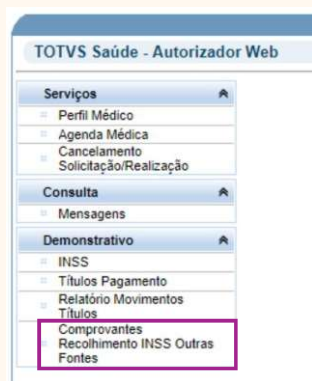 TOTVS Saúde - Autorizador Web
Serviços
Perfil Médico
Agenda Médica
Cancelamento
Solicitação/Realização
Consulta
Mensagens
Demonstrativo
INSS
Títulos Pagamento
Relatório Movimentos
Títulos
Comprovantes
Recolhimento INSS Outras
Fontes